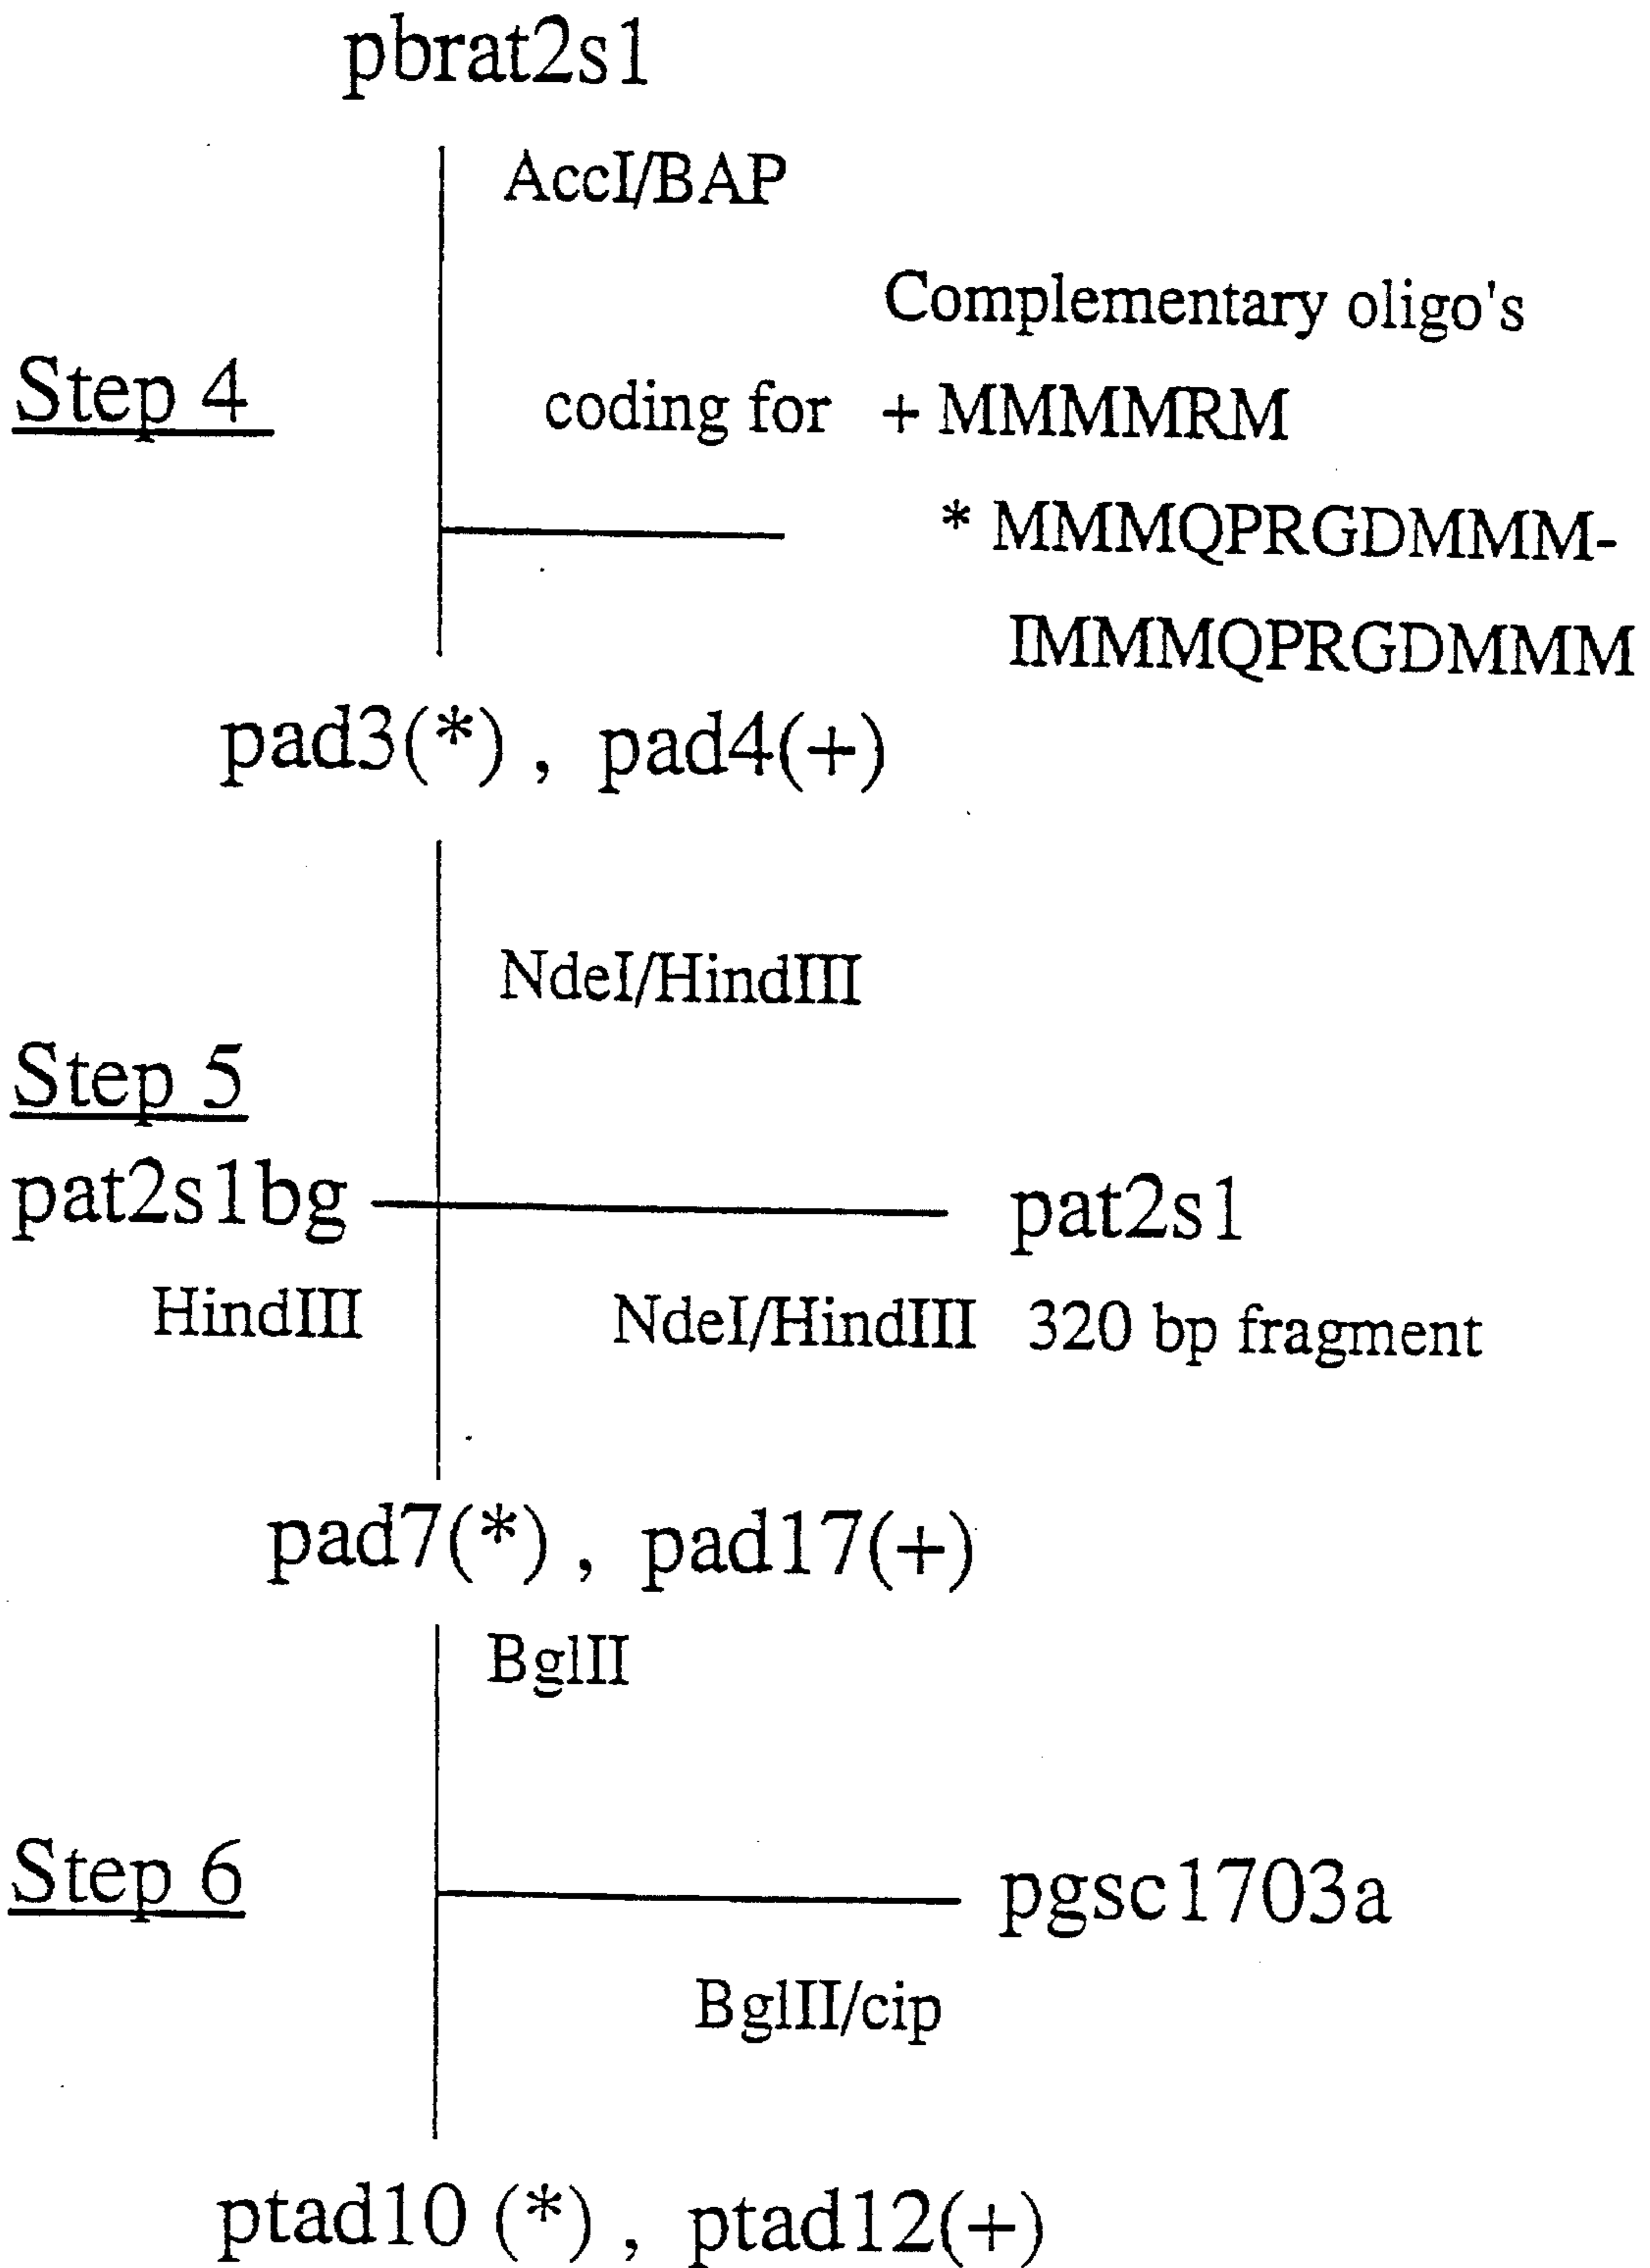 pbrat2s1
AccI/BAP
Complementary oligo's
Step 4
coding for + MMMMRM
* MMMQPRGDMMM-
IMMMQPRGDMMM
pad3(*) , pad4(+)
NdeI/HindIII
Step 5
pat2s1bg
pat2s1
HindIII
NdeI/HindIII 320 bp fragment
pad7(*) , pad17(+)
BglII
Step 6
pgsc1703a
BglII/cip
ptad10 (*) , ptad12(+)